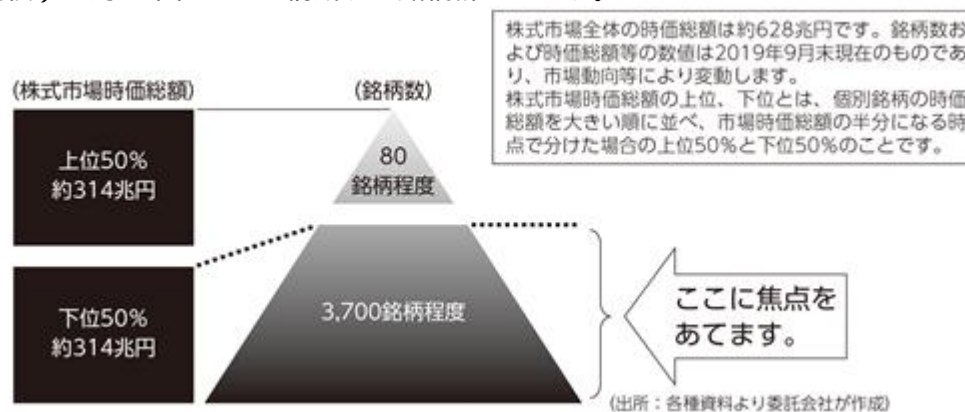 株式市場全体の時価総額は約628兆円です。銘柄数お
よび時価総額等の数値は2019年9月末現在のものであ
り、市場動向等により変動します。
株式市場時価総額の上位、下位とは、個別銘柄の時価
総額を大きい順に並べ、市場時価総額の半分になる時
点で分けた場合の上位50％と下位50％のことです。
(株式市場時価総額)
(銘柄数)
上位50％
約314兆円
80
銘柄程度
下位50％
約314兆円
3,700銘柄程度
ここに焦点を
あてます。
(出所：各種資料より委託会社が作成)